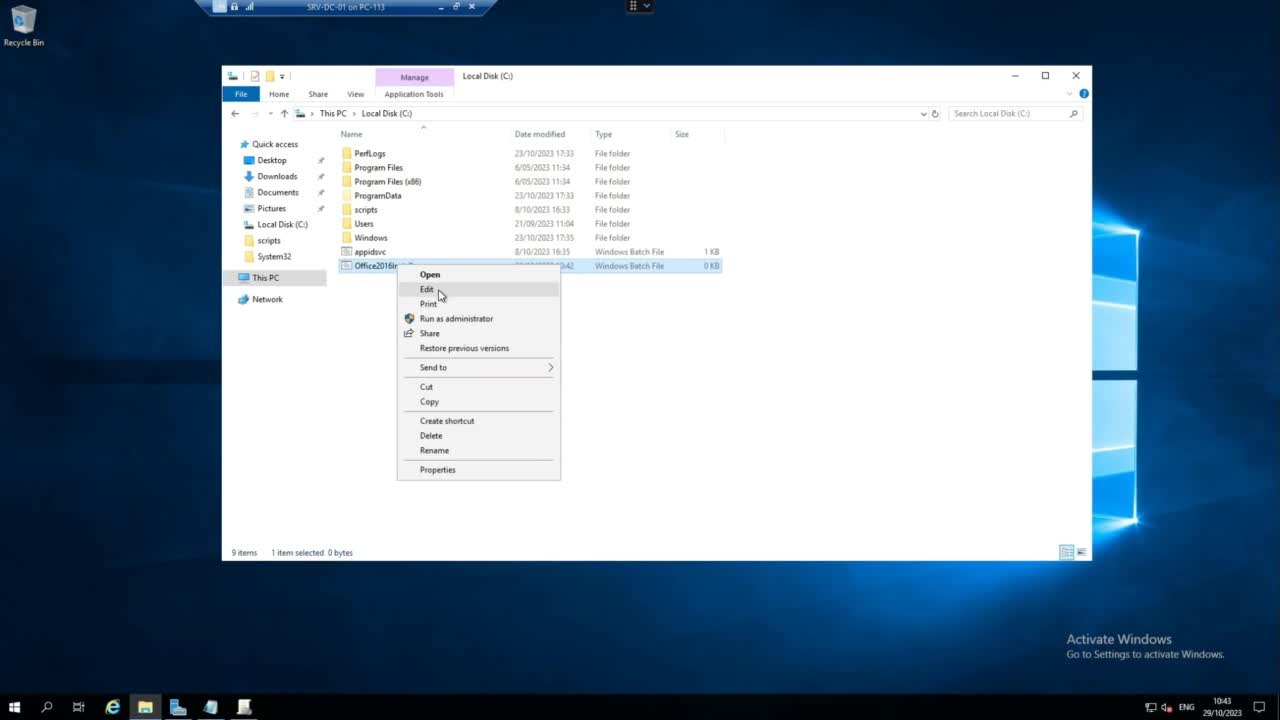 SRV-DC-01 on PC-113
Recycle Bin
Manage
Local Disk (C:)
File
Home
Share
View
Application Tools
This PC
Local Disk (C:)
Search Local Disk (C:)
Quick access
Desktop
Downloads
Documents
Pictures
Local Disk (C:)
scripts
System32
This PC
Network
Name Date modified Type Size
PerfLogs 23/10/2023 17:33 File folder
Program Files 6/05/2023 11:34 File folder
Program Files (x86) 6/05/2023 11:34 File folder
ProgramData 23/10/2023 17:33 File folder
scripts 8/10/2023 16:33 File folder
Users 21/09/2023 11:04 File folder
Windows 23/10/2023 17:35 File folder
appidsvc 8/10/2023 16:35 Windows Batch File 1 KB
Windows Batch File 0 KB
Open
Edit
Print
Run as administrator
Share
Restore previous versions
Send to
Cut
Copy
Create shortcut
Delete
Rename
Properties
9 items 1 item selected 0 bytes
Activate Windows
Go to Settings to activate Windows.
ENG
10:43
29/10/2023